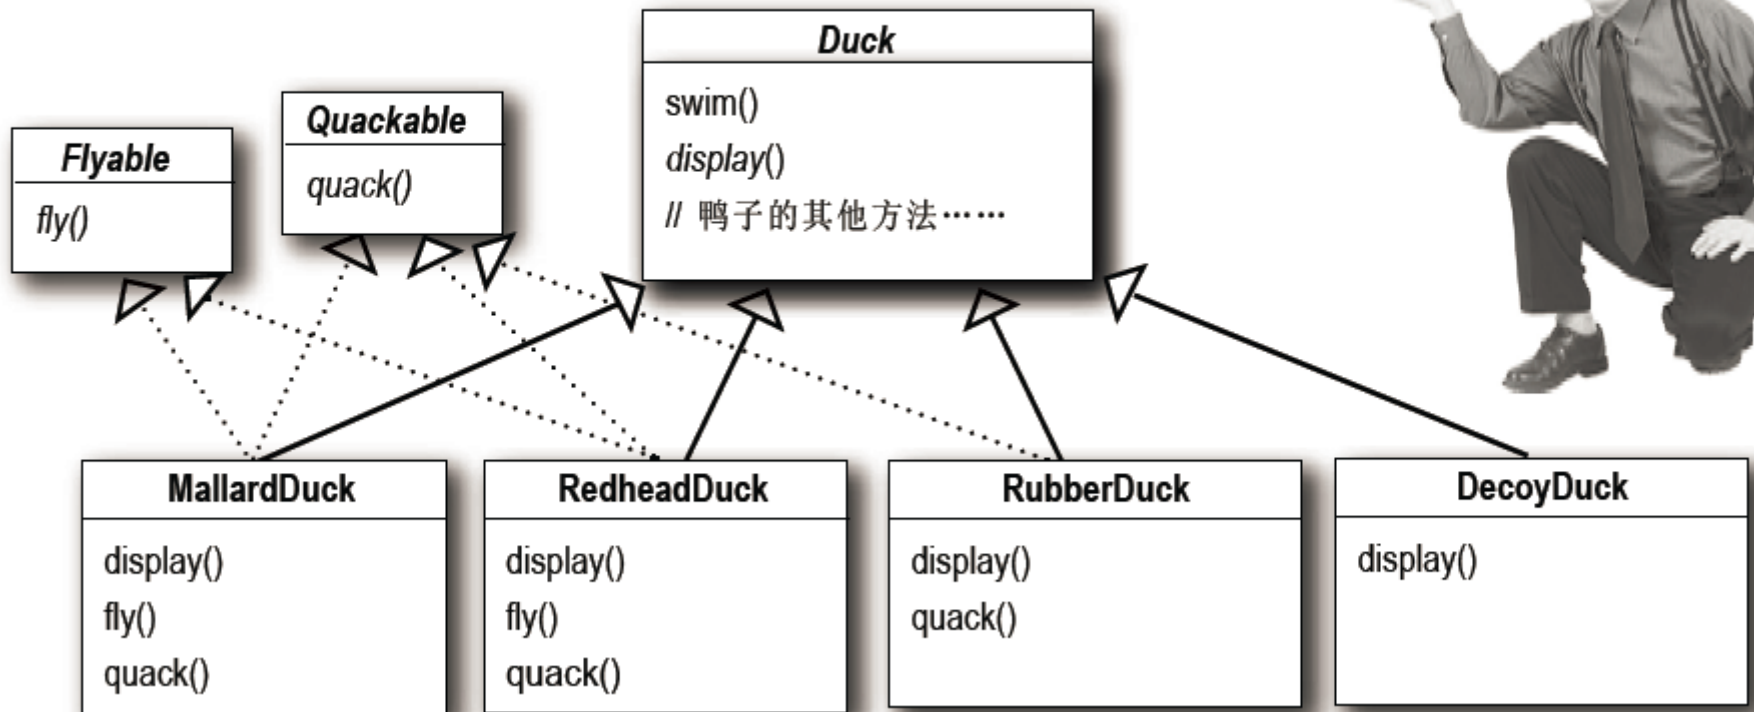 Duck
swim()
display()
// 鸭子的其他方法……
Quackable
quack()
Flyable
fly()
MallardDuck
display()
fly()
quack()
RedheadDuck
display()
fly()
quack()
RubberDuck
display()
quack()
DecoyDuck
display()